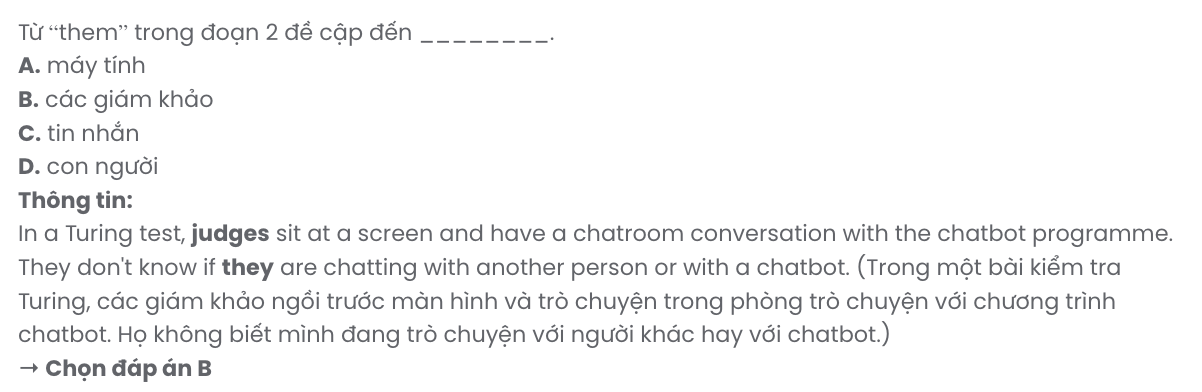 Từ “them” trong đoạn 2 đề cập đến ________.
A. máy tính
B. các giám khảo
C. tin nhắn
D. con người
Thông tin:
In a Turing test, judges sit at a screen and have a chatroom conversation with the chatbot programme.
They don't know if they are chatting with another person or with a chatbot. (Trong một bài kiểm tra
Turing, các giám khảo ngồi trước màn hình và trò chuyện trong phòng trò chuyện với chương trình
chatbot. Họ không biết mình đang trò chuyện với người khác hay với chatbot.)
→ Chọn đáp án B